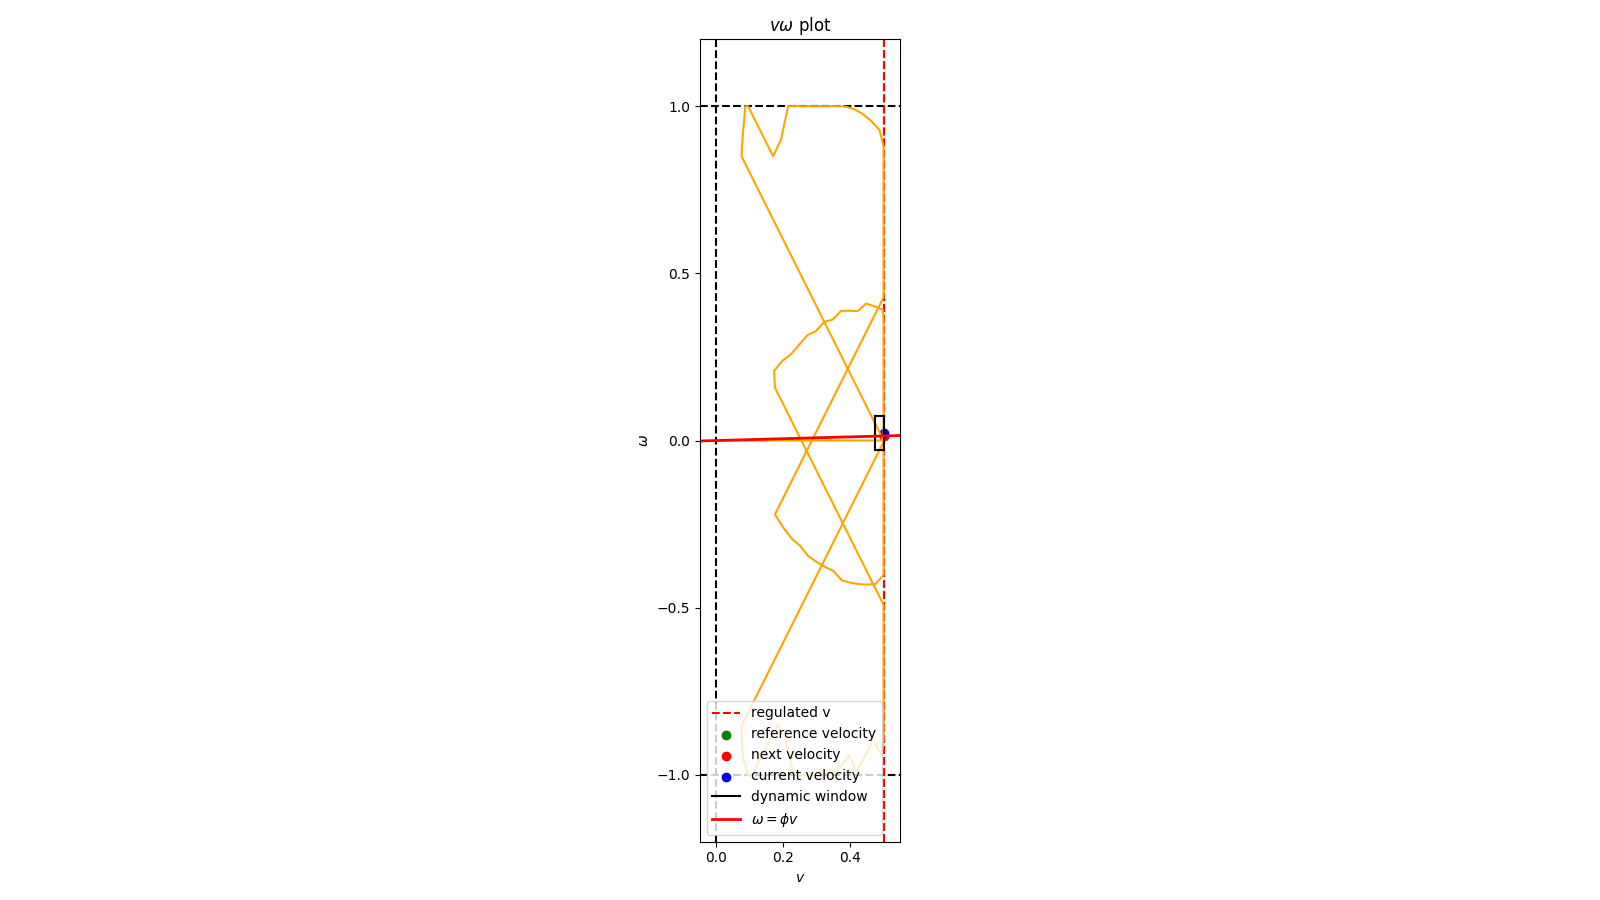 vω plot
1.0
0.5
0.0
−0.5
−1.0
ω
regulated v
reference velocity
next velocity
current velocity
dynamic window
ω = ϕv
0.0 0.2 0.4
v